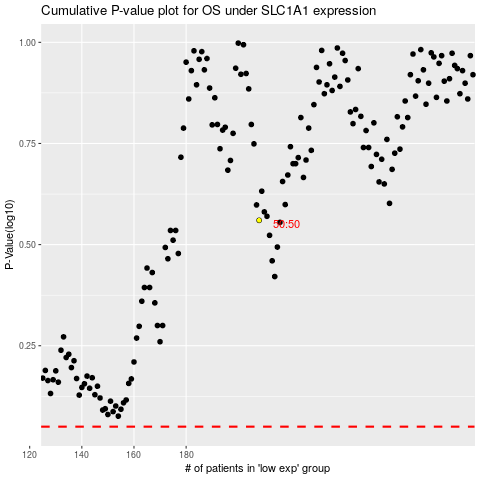 Cumulative P-value plot for OS under SLC1A1 expression
P-Value(log10)
1.00
0.75
0.50
0.25
50:50
120 140 160 180
# of patients in 'low exp' group